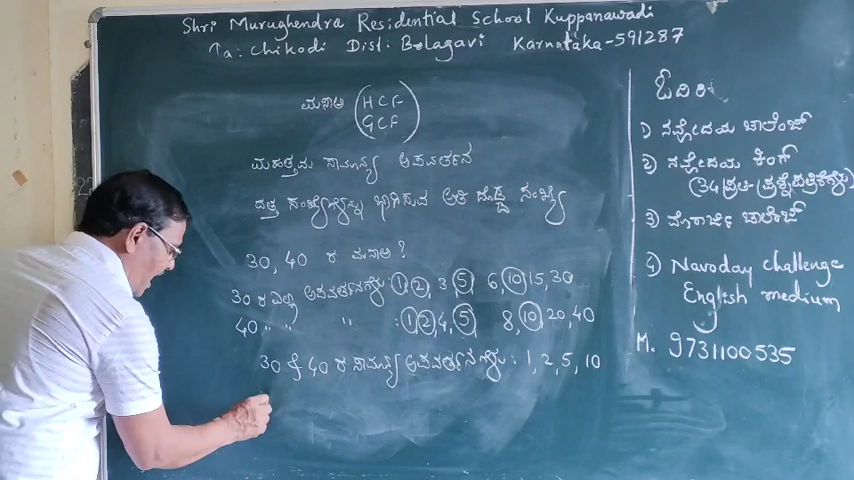 Shri Murughendra Residential School Kuppanawadi
Ta: Chikodi Dist: Belagavi Karnataka-591287
ಮಸಾಅ (HCF
GCF)
ಮಹತ್ತಮ ಸಾಮಾನ್ಯ ಅಪವರ್ತನ
ದತ್ತ ಸಂಖ್ಯೆಗಳನ್ನು ಭಾಗಿಸುವ ಅತಿ ದೊಡ್ಡ ಸಂಖ್ಯೆ
30, 40 ರ ಮಸಾಅ ?
30 ರ ಎಲ್ಲಾ ಅಪವರ್ತನಗಳು: 1, 2, 3, 5, 6, 10, 15, 30
40 " " " : 1, 2, 4, 5, 8, 10, 20, 40
30 & 40 ರ ಸಾಮಾನ್ಯ ಅಪವರ್ತನಗಳು: 1, 2, 5, 10
ಓದಿರಿ
1) ನವೋದಯ ಚಾಲೆಂಜ್
2) ನವೋದಯ ಕಿಂಗ್
(34 ಪ್ರಶ್ನೆಪತ್ರಿಕೆಗಳು)
3) ಮೊರಾರ್ಜಿ ಚಾಲೆಂಜ್
4) Navoday challenge
English medium
M. 9731100535